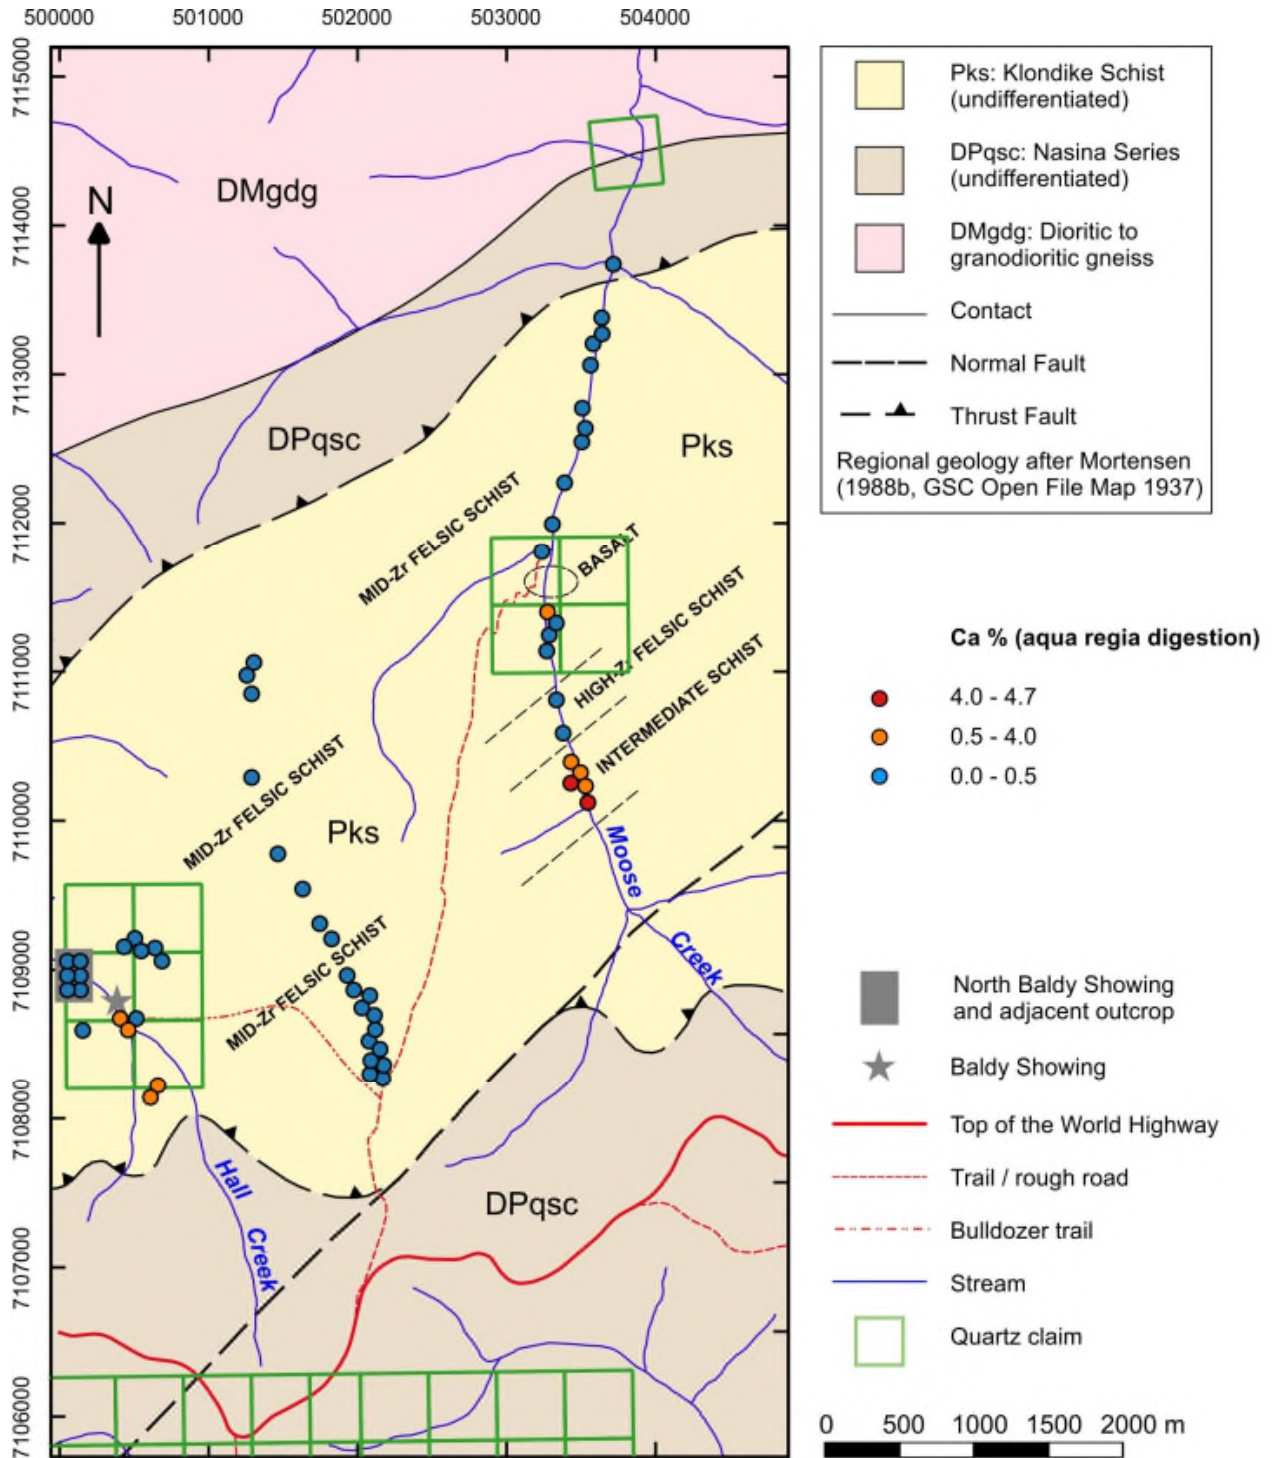 500000 501000 502000 503000 504000
7115000
7114000
7113000
7112000
7111000
7110000
7109000
7108000
7107000
7106000
N
DMgdg
DPqsc
Pks
MID-Zr FELSIC SCHIST
BASALT
HIGH-Zr FELSIC SCHIST
INTERMEDIATE SCHIST
MID-Zr FELSIC SCHIST
Pks
Moose
Creek
MID-Zr FELSIC SCHIST
Hall
Creek
DPqsc
Pks: Klondike Schist
(undifferentiated)
DPqsc: Nasina Series
(undifferentiated)
DMgdg: Dioritic to
granodioritic gneiss
Contact
Normal Fault
Thrust Fault
Regional geology after Mortensen
(1988b, GSC Open File Map 1937)
Ca % (aqua regia digestion)
4.0 - 4.7
0.5 - 4.0
0.0 - 0.5
North Baldy Showing
and adjacent outcrop
Baldy Showing
Top of the World Highway
Trail / rough road
Bulldozer trail
Stream
Quartz claim
0 500 1000 1500 2000 m